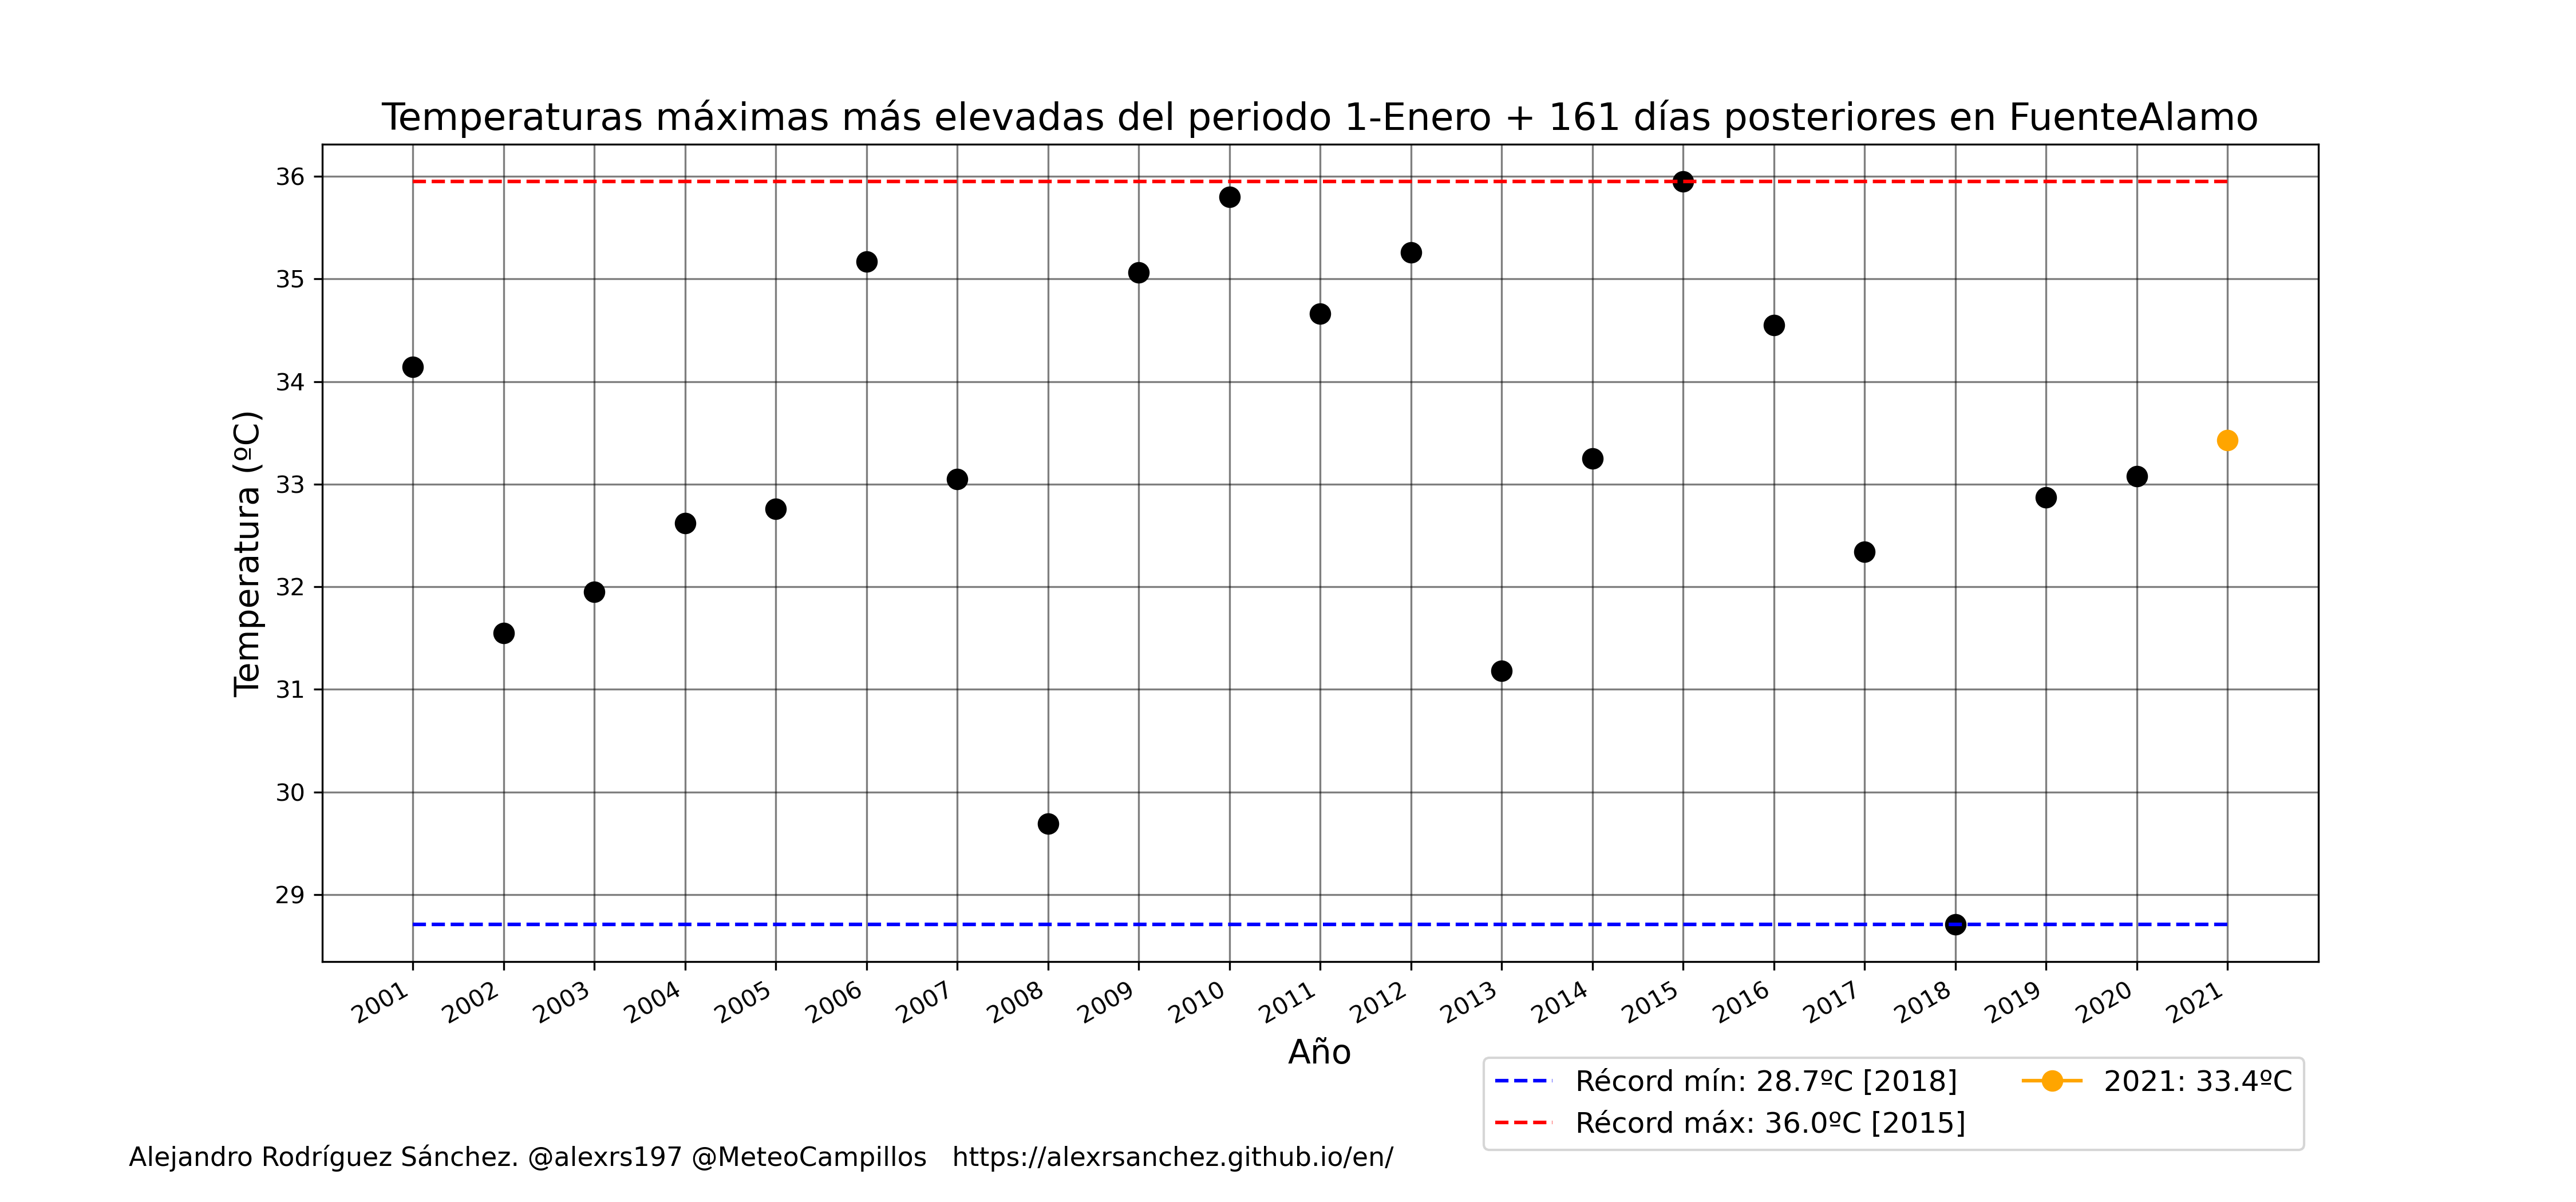 Temperaturas máximas más elevadas del periodo 1-Enero + 161 días posteriores en FuenteAlamo
Temperatura (ºC)
36
35
34
33
32
31
30
29
2001 2002 2003 2004 2005 2006 2007 2008 2009 2010 2011 2012 2013 2014 2015 2016 2017 2018 2019 2020 2021
Año
Récord mín: 28.7ºC [2018]
Récord máx: 36.0ºC [2015]
2021: 33.4ºC
Alejandro Rodríguez Sánchez. @alexrs197 @MeteoCampillos https://alexrsanchez.github.io/en/